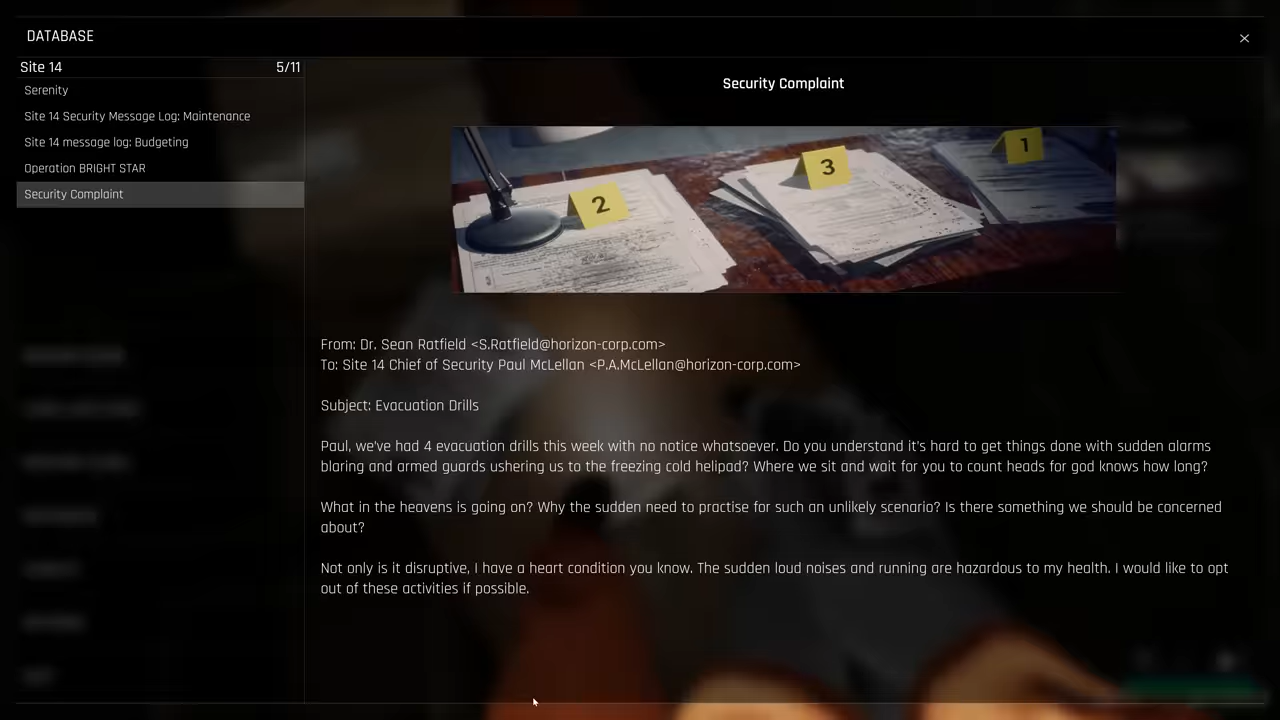 DATABASE
Site 14 5/11
Serenity
Site 14 Security Message Log: Maintenance
Site 14 message log: Budgeting
Operation BRIGHT STAR
Security Complaint
Security Complaint
2
3
1
From: Dr. Sean Ratfield <S.Ratfield@horizon-corp.com>
To: Site 14 Chief of Security Paul McLellan <P.A.McLellan@horizon-corp.com>
Subject: Evacuation Drills
Paul, we've had 4 evacuation drills this week with no notice whatsoever. Do you understand it's hard to get things done with sudden alarms
blaring and armed guards ushering us to the freezing cold helipad? Where we sit and wait for you to count heads for god knows how long?
What in the heavens is going on? Why the sudden need to practise for such an unlikely scenario? Is there something we should be concerned
about?
Not only is it disruptive, I have a heart condition you know. The sudden loud noises and running are hazardous to my health. I would like to opt
out of these activities if possible.